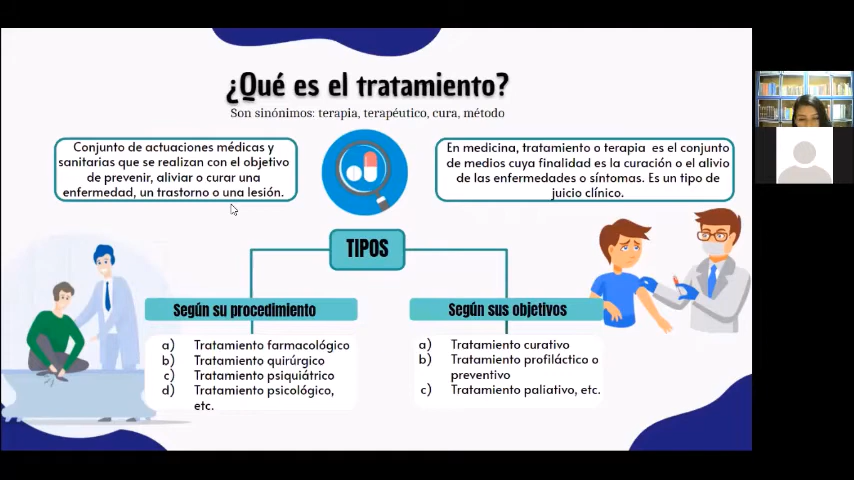 ¿Qué es el tratamiento?
Son sinónimos: terapia, terapéutico, cura, método
Conjunto de actuaciones médicas y
sanitarias que se realizan con el objetivo
de prevenir, aliviar o curar una
enfermedad, un trastorno o una lesión.
En medicina, tratamiento o terapia es el conjunto
de medios cuya finalidad es la curación o el alivio
de las enfermedades o síntomas. Es un tipo de
juicio clínico.
TIPOS
Según su procedimiento
a) Tratamiento farmacológico
b) Tratamiento quirúrgico
c) Tratamiento psiquiátrico
d) Tratamiento psicológico,
etc.
Según sus objetivos
a) Tratamiento curativo
b) Tratamiento profiláctico o
preventivo
c) Tratamiento paliativo, etc.